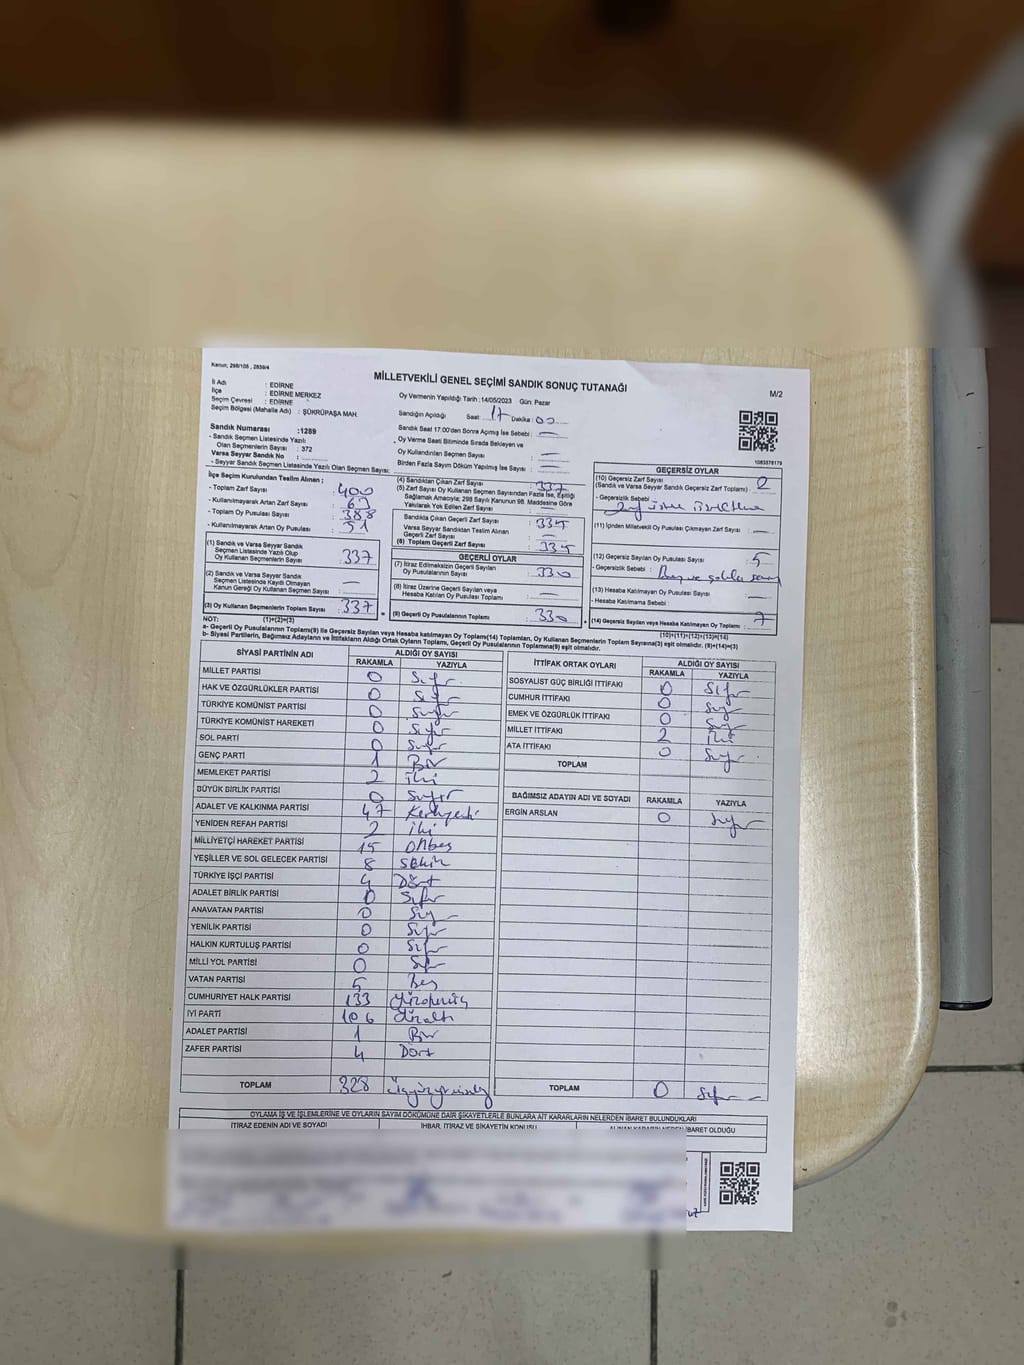 Kanun; 298/105 , 2839/4
MİLLETVEKİLİ GENEL SEÇİMİ SANDIK SONUÇ TUTANAĞI
M/2
İl Adı : EDİRNE
İlçe : EDİRNE MERKEZ
Seçim Çevresi : EDİRNE
Seçim Bölgesi (Mahalle Adı) : ŞÜKRÜPAŞA MAH.
Sandık Numarası :1289
- Sandık Seçmen Listesinde Yazılı
Olan Seçmenlerin Sayısı : 372
Varsa Seyyar Sandık No :
- Seyyar Sandık Seçmen Listesinde Yazılı Olan Seçmen Sayısı:
Oy Vermenin Yapıldığı Tarih :14/05/2023 Gün: Pazar
Sandığın Açıldığı Saat: 17 Dakika: 00
Sandık Saat 17:00'den Sonra Açımış İse Sebebi : —
Oy Verme Saati Bitiminde Sırada Bekleyen ve
Oy Kullandırılan Seçmen Sayısı : —
Birden Fazla Sayım Döküm Yapılmış İse Sayısı : —
1083878179
İlçe Seçim Kurulundan Teslim Alınan ;
- Toplam Zarf Sayısı : 400
- Kullanılmayarak Artan Zarf Sayısı : 63
- Toplam Oy Pusulası Sayısı : 388
- Kullanılmayarak Artan Oy Pusulası : 51
(1) Sandık ve Varsa Seyyar Sandık
Seçmen Listesinde Yazılı Olup
Oy Kullanan Seçmenlerin Sayısı : 337
(2) Sandık ve Varsa Seyyar Sandık
Seçmen Listesinde Kayıtlı Olmayan
Kanun Gereği Oy Kullanan Seçmen Sayısı : —
(3) Oy Kullanan Seçmenlerin Toplam Sayısı : 337
(1)+(2)=(3)
(4) Sandıktan Çıkan Zarf Sayısı : 337
(5) Zarf Sayısı Oy Kullanan Seçmen Sayısından Fazla İse, Eşitliği
Sağlamak Amacıyla; 298 Sayılı Kanunun 98. Maddesine Göre
Yakılarak Yok Edilen Zarf Sayısı : —
Sandıkta Çıkan Geçerli Zarf Sayısı : 335
Varsa Seyyar Sandıktan Teslim Alınan
Geçerli Zarf Sayısı : —
(6) Toplam Geçerli Zarf Sayısı : 335
GEÇERLİ OYLAR
(7) İtiraz Edilmeksizin Geçerli Sayılan
Oy Pusulalarının Sayısı : 330
(8) İtiraz Üzerine Geçerli Sayılan veya
Hesaba Katılan Oy Pusulası Toplamı : —
(9) Geçerli Oy Pusulalarının Toplamı : 330
GEÇERSİZ OYLAR
(10) Geçersiz Zarf Sayısı : 2
(Sandık ve Varsa Seyyar Sandık Geçersiz Zarf Toplamı)
- Geçersizlik Sebebi :
(11) İçinden Milletvekili Oy Pusulası Çıkmayan Zarf Sayısı : —
(12) Geçersiz Sayılan Oy Pusulası Sayısı : 5
- Geçersizlik Sebebi :
(13) Hesaba Katılmayan Oy Pusulası Sayısı : —
- Hesaba Katılmama Sebebi :
(14) Geçersiz Sayılan veya Hesaba Katılmayan Oy Toplamı : 7
(10)+(11)+(12)+(13)=(14)
NOT:
a- Geçerli Oy Pusulalarının Toplamı(9) ile Geçersiz Sayılan veya Hesaba katılmayan Oy Toplamı(14) Toplamları, Oy Kullanan Seçmenlerin Toplam Sayısına(3) eşit olmalıdır. (9)+(14)=(3)
b- Siyasi Partilerin, Bağımsız Adayların ve İttifakların Aldığı Ortak Oyların Toplamı, Geçerli Oy Pusulalarının Toplamına(9) eşit olmalıdır.
SİYASİ PARTİNİN ADI ALDIĞI OY SAYISI
RAKAMLA YAZIYLA
MİLLET PARTİSİ 0 Sıfır
HAK VE ÖZGÜRLÜKLER PARTİSİ 0 Sıfır
TÜRKİYE KOMÜNİST PARTİSİ 0 Sıfır
TÜRKİYE KOMÜNİST HAREKETİ 0 Sıfır
SOL PARTİ 0 Sıfır
GENÇ PARTİ 1 Bir
MEMLEKET PARTİSİ 2 İki
BÜYÜK BİRLİK PARTİSİ 0 Sıfır
ADALET VE KALKINMA PARTİSİ 47 Kırkyedi
YENİDEN REFAH PARTİSİ 2 İki
MİLLİYETÇİ HAREKET PARTİSİ 15 Onbeş
YEŞİLLER VE SOL GELECEK PARTİSİ 8 Sekiz
TÜRKİYE İŞÇİ PARTİSİ 4 Dört
ADALET BİRLİK PARTİSİ 0 Sıfır
ANAVATAN PARTİSİ 0 Sıfır
YENİLİK PARTİSİ 0 Sıfır
HALKIN KURTULUŞ PARTİSİ 0 Sıfır
MİLLİ YOL PARTİSİ 0 Sıfır
VATAN PARTİSİ 5 Beş
CUMHURİYET HALK PARTİSİ 133 Yüzotuzüç
İYİ PARTİ 106 Yüzaltı
ADALET PARTİSİ 1 Bir
ZAFER PARTİSİ 4 Dört
TOPLAM 328 Üçyüzyirmisekiz
İTTİFAK ORTAK OYLARI ALDIĞI OY SAYISI
RAKAMLA YAZIYLA
SOSYALİST GÜÇ BİRLİĞİ İTTİFAKI 0 Sıfır
CUMHUR İTTİFAKI 0 Sıfır
EMEK VE ÖZGÜRLÜK İTTİFAKI 0 Sıfır
MİLLET İTTİFAKI 2 İki
ATA İTTİFAKI 0 Sıfır
TOPLAM
BAĞIMSIZ ADAYIN ADI VE SOYADI RAKAMLA YAZIYLA
ERGİN ARSLAN 0 Sıfır
TOPLAM 0 Sıfır
OYLAMA İŞ VE İŞLEMLERİNE VE OYLARIN SAYIM DÖKÜMÜNE DAİR ŞİKAYETLERLE BUNLARA AİT KARARLARIN NELERDEN İBARET BULUNDUKLARI
İTİRAZ EDENİN ADI VE SOYADI İHBAR, İTİRAZ VE ŞİKAYETİN KONUSU ALINAN KARARIN NEDEN İBARET OLDUĞU